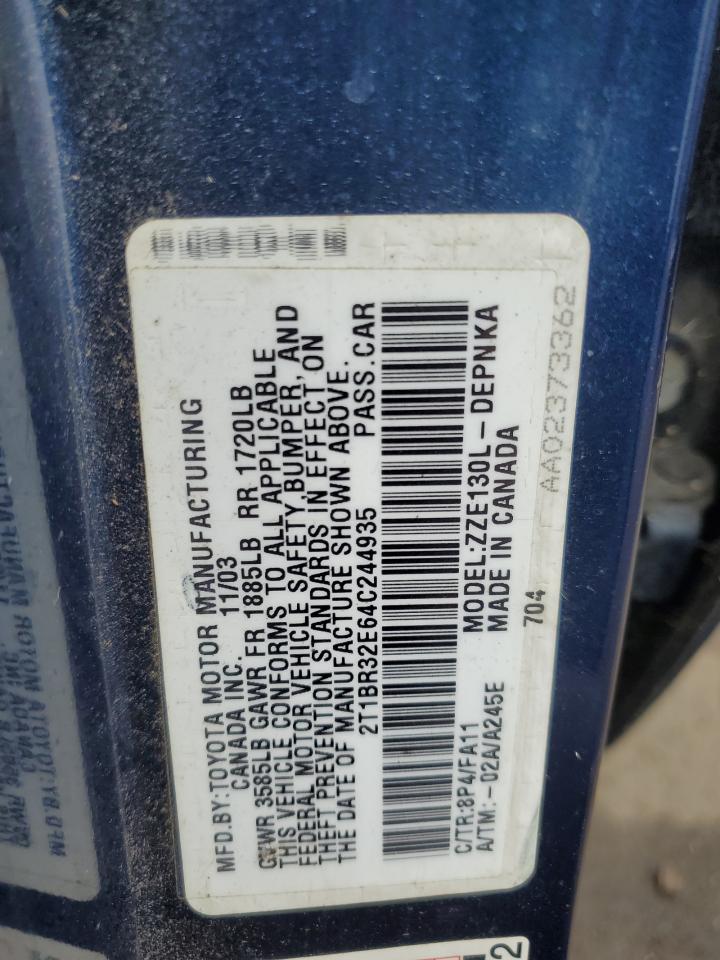 MFD.BY:TOYOTA MOTOR MANUFACTURING
CANADA INC. 11/03
GVWR 3585LB GAWR FR 1885LB RR 1720LB
THIS VEHICLE CONFORMS TO ALL APPLICABLE
FEDERAL MOTOR VEHICLE SAFETY,BUMPER, AND
THEFT PREVENTION STANDARDS IN EFFECT ON
THE DATE OF MANUFACTURE SHOWN ABOVE.
2T1BR32E64C244935 PASS.CAR
C/TR:8P4/FA11 MODEL:ZZE130L-DEPNKA
A/TM:-02A/A245E MADE IN CANADA
704
AA02373362
2